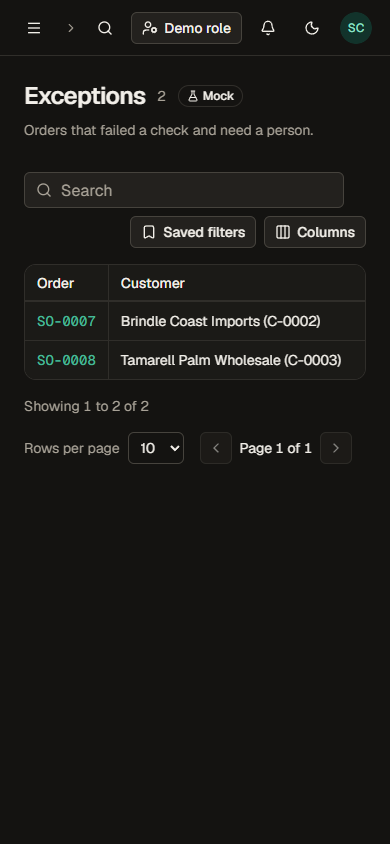 Demo role
SC
Exceptions 2 Mock
Orders that failed a check and need a person.
Search
Saved filters Columns
Order Customer
SO-0007 Brindle Coast Imports (C-0002)
SO-0008 Tamarell Palm Wholesale (C-0003)
Showing 1 to 2 of 2
Rows per page 10 Page 1 of 1